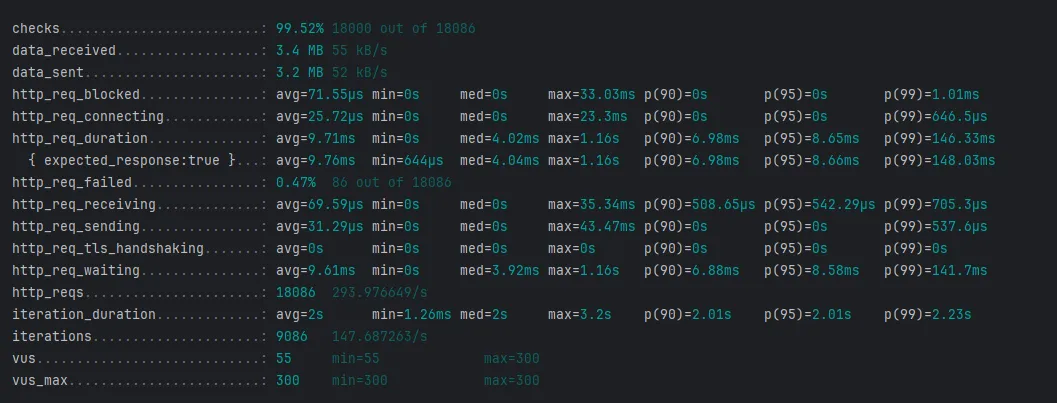 checks.........................: 99.52% 18000 out of 18086
data_received..................: 3.4 MB 55 kB/s
data_sent......................: 3.2 MB 52 kB/s
http_req_blocked...............: avg=71.55µs min=0s med=0s max=33.03ms p(90)=0s p(95)=0s p(99)=1.01ms
http_req_connecting............: avg=25.72µs min=0s med=0s max=23.3ms p(90)=0s p(95)=0s p(99)=646.5µs
http_req_duration..............: avg=9.71ms min=0s med=4.02ms max=1.16s p(90)=6.98ms p(95)=8.65ms p(99)=146.33ms
{ expected_response:true }...: avg=9.76ms min=644µs med=4.04ms max=1.16s p(90)=6.98ms p(95)=8.66ms p(99)=148.03ms
http_req_failed................: 0.47% 86 out of 18086
http_req_receiving.............: avg=69.59µs min=0s med=0s max=35.34ms p(90)=508.65µs p(95)=542.29µs p(99)=705.3µs
http_req_sending...............: avg=31.29µs min=0s med=0s max=43.47ms p(90)=0s p(95)=0s p(99)=537.6µs
http_req_tls_handshaking.......: avg=0s min=0s med=0s max=0s p(90)=0s p(95)=0s p(99)=0s
http_req_waiting...............: avg=9.61ms min=0s med=3.92ms max=1.16s p(90)=6.88ms p(95)=8.58ms p(99)=141.7ms
http_reqs......................: 18086 293.976649/s
iteration_duration.............: avg=2s min=1.26ms med=2s max=3.2s p(90)=2.01s p(95)=2.01s p(99)=2.23s
iterations.....................: 9086 147.687263/s
vus............................: 55 min=55 max=300
vus_max........................: 300 min=300 max=300